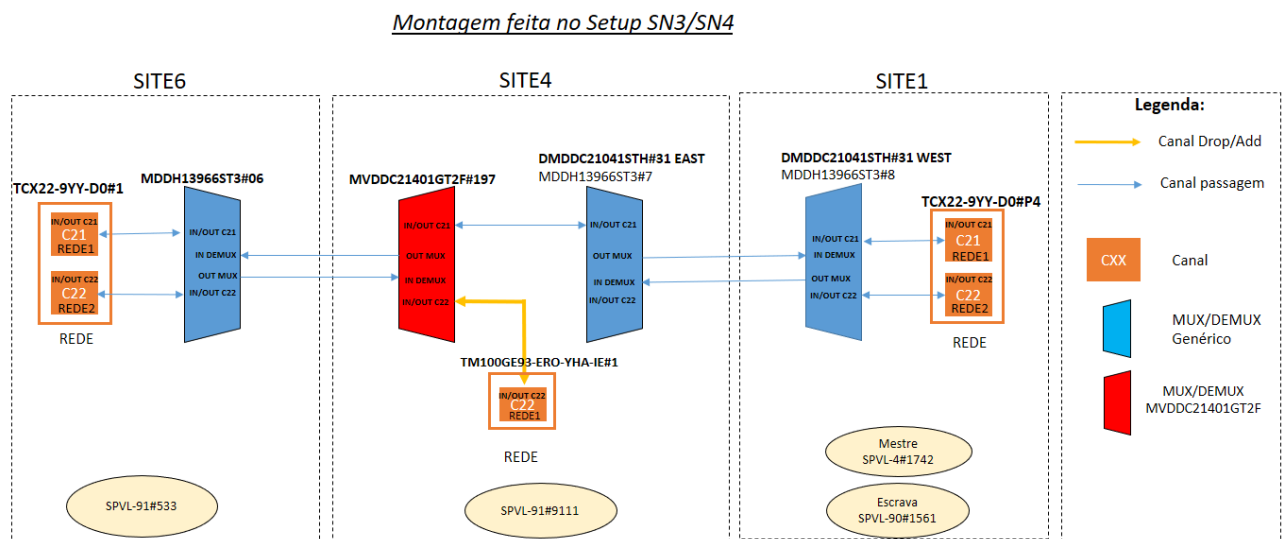 Montagem feita no Setup SN3/SN4
SITE6
TCX22-9YY-D0#1
MDDH13966ST3#06
IN/OUT C21
C21
REDE1
IN/OUT C22
C22
REDE2
REDE
IN/OUT C21
IN DEMUX
OUT MUX
IN/OUT C22
SPVL-91#533
SITE4
MVDDC21401GT2F#197
DMDDC21041STH#31 EAST
MDDH13966ST3#7
IN/OUT C21
OUT MUX
IN DEMUX
IN/OUT C22
IN/OUT C21
OUT MUX
IN DEMUX
IN/OUT C22
TM100GE93-ERO-YHA-IE#1
IN/OUT C22
C22
REDE1
REDE
SPVL-91#9111
SITE1
DMDDC21041STH#31 WEST
MDDH13966ST3#8
TCX22-9YY-D0#P4
IN/OUT C21
IN DEMUX
OUT MUX
IN/OUT C22
IN/OUT C21
C21
REDE1
IN/OUT C22
C22
REDE2
REDE
Mestre
SPVL-4#1742
Escrava
SPVL-90#1561
Legenda:
Canal Drop/Add
Canal passagem
CXX
Canal
MUX/DEMUX
Genérico
MUX/DEMUX
MVDDC21401GT2F